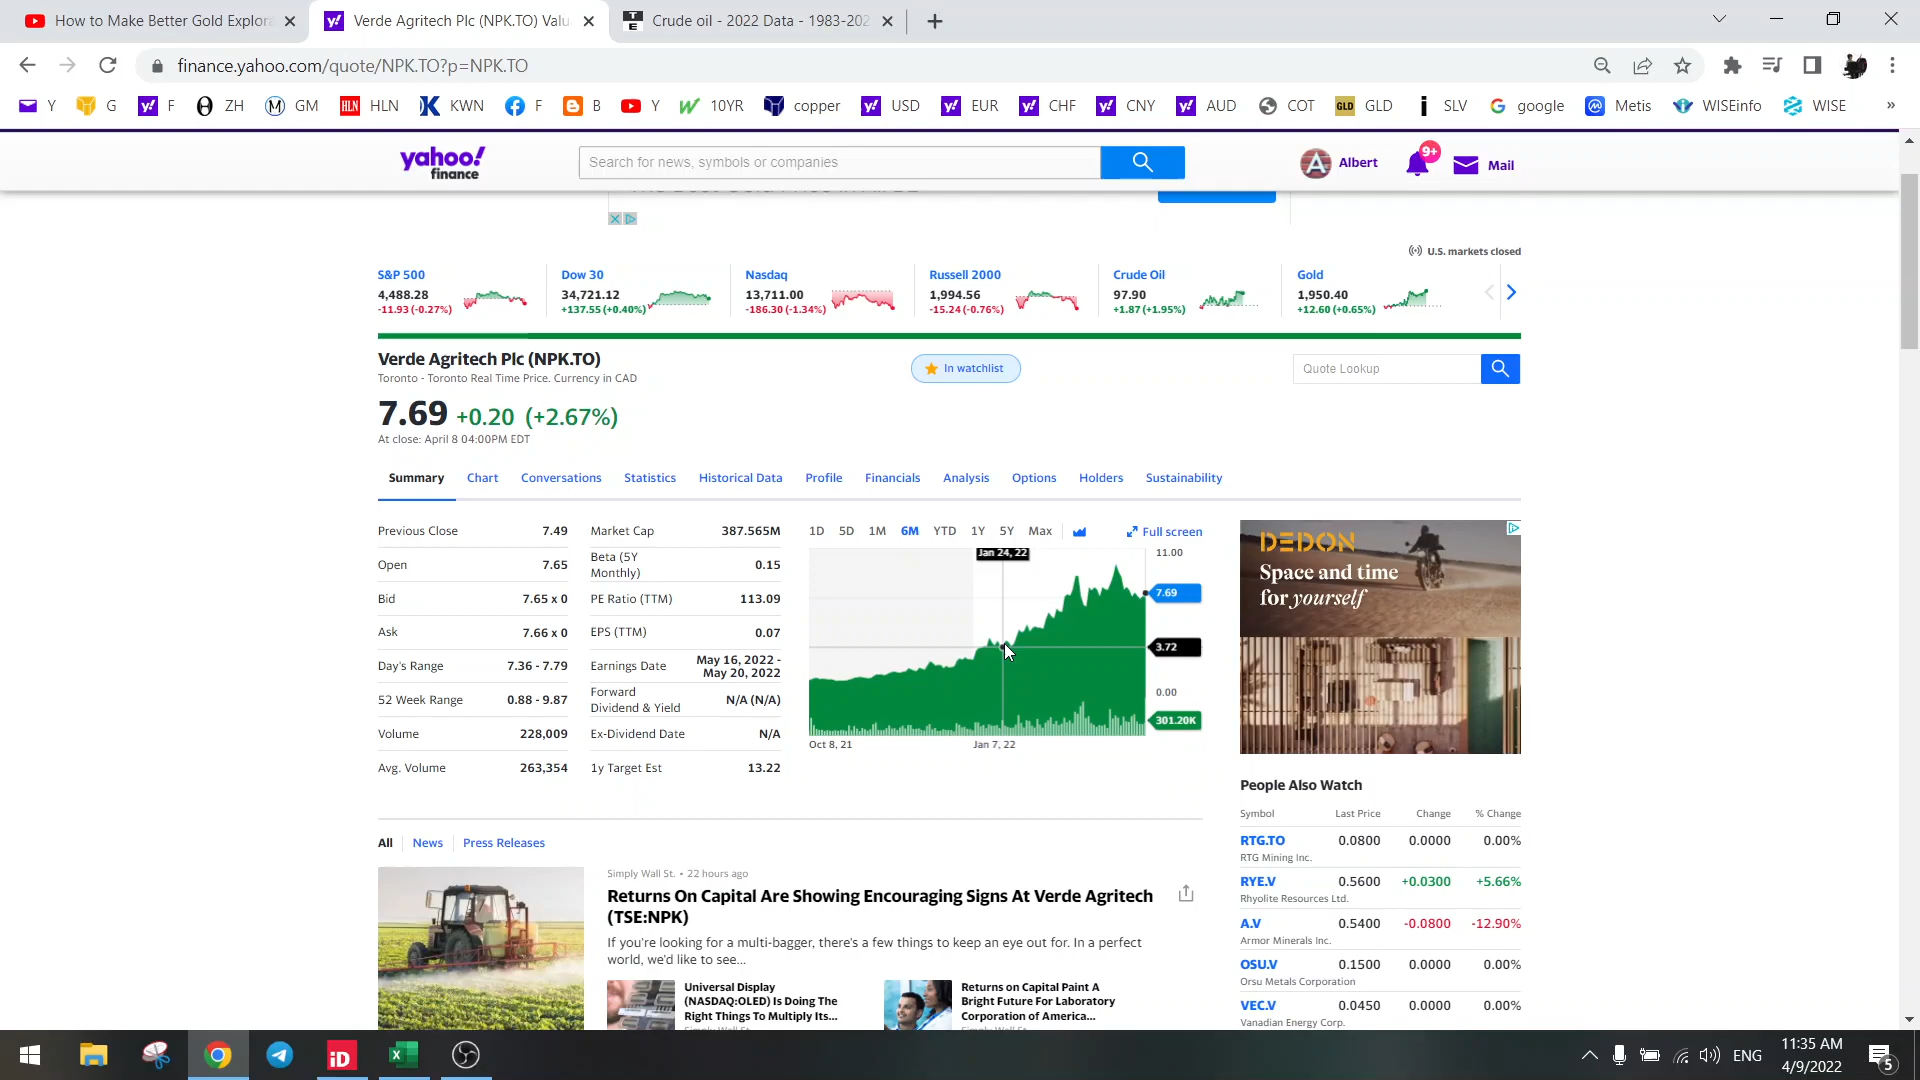 How to Make Better Gold Explora
Verde Agritech Plc (NPK.TO) Valu
Crude oil - 2022 Data - 1983-202
finance.yahoo.com/quote/NPK.TO?p=NPK.TO
Y G F ZH GM HLN KWN F B Y 10YR copper USD EUR CHF CNY AUD COT GLD SLV google Metis WISEinfo WISE »
yahoo!
finance
Search for news, symbols or companies
Albert
9+
Mail
U.S. markets closed
S&P 500
4,488.28
-11.93 (-0.27%)
Dow 30
34,721.12
+137.55 (+0.40%)
Nasdaq
13,711.00
-186.30 (-1.34%)
Russell 2000
1,994.56
-15.24 (-0.76%)
Crude Oil
97.90
+1.87 (+1.95%)
Gold
1,950.40
+12.60 (+0.65%)
Verde Agritech Plc (NPK.TO)
Toronto - Toronto Real Time Price. Currency in CAD
In watchlist
Quote Lookup
7.69 +0.20 (+2.67%)
At close: April 8 04:00PM EDT
Summary Chart Conversations Statistics Historical Data Profile Financials Analysis Options Holders Sustainability
Previous Close 7.49
Open 7.65
Bid 7.65 x 0
Ask 7.66 x 0
Day's Range 7.36 - 7.79
52 Week Range 0.88 - 9.87
Volume 228,009
Avg. Volume 263,354
Market Cap 387.565M
Beta (5Y
Monthly) 0.15
PE Ratio (TTM) 113.09
EPS (TTM) 0.07
Earnings Date May 16, 2022 -
May 20, 2022
Forward
Dividend & Yield N/A (N/A)
Ex-Dividend Date N/A
1y Target Est 13.22
1D 5D 1M 6M YTD 1Y 5Y Max Full screen
Jan 24, 22
11.00
7.69
3.72
0.00
301.20K
Oct 8, 21 Jan 7, 22
DEDON
Space and time
for yourself
People Also Watch
Symbol Last Price Change % Change
RTG.TO 0.0800 0.0000 0.00%
RTG Mining Inc.
RYE.V 0.5600 +0.0300 +5.66%
Rhyolite Resources Ltd.
A.V 0.5400 -0.0800 -12.90%
Armor Minerals Inc.
OSU.V 0.1500 0.0000 0.00%
Orsu Metals Corporation
VEC.V 0.0450 0.0000 0.00%
Vanadian Energy Corp.
All News Press Releases
Simply Wall St. • 22 hours ago
Returns On Capital Are Showing Encouraging Signs At Verde Agritech
(TSE:NPK)
If you're looking for a multi-bagger, there's a few things to keep an eye out for. In a perfect
world, we'd like to see...
Universal Display
(NASDAQ:OLED) Is Doing The
Right Things To Multiply Its...
Returns on Capital Paint A
Bright Future For Laboratory
Corporation of America...
ENG
11:35 AM
4/9/2022
5